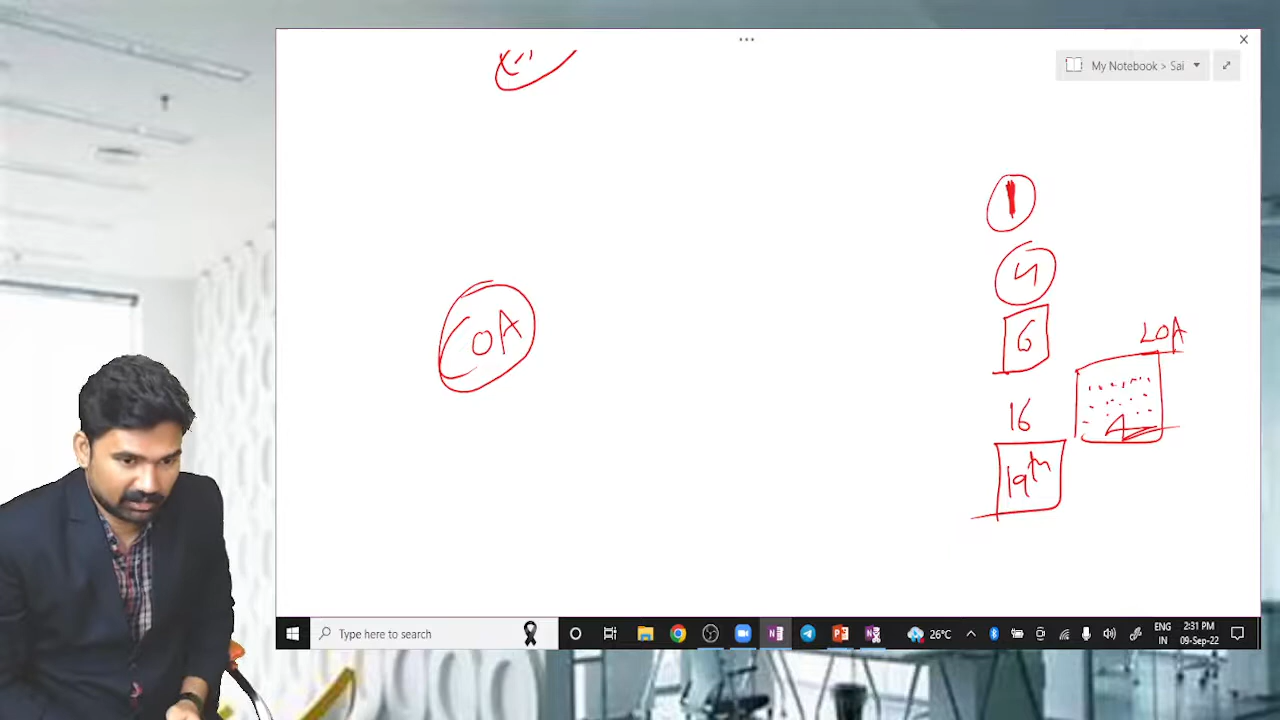 My Notebook > Sai
1
4
COA
6
LOA
16
19th
Type here to search
26°C
ENG
IN
2:31 PM
09-Sep-22